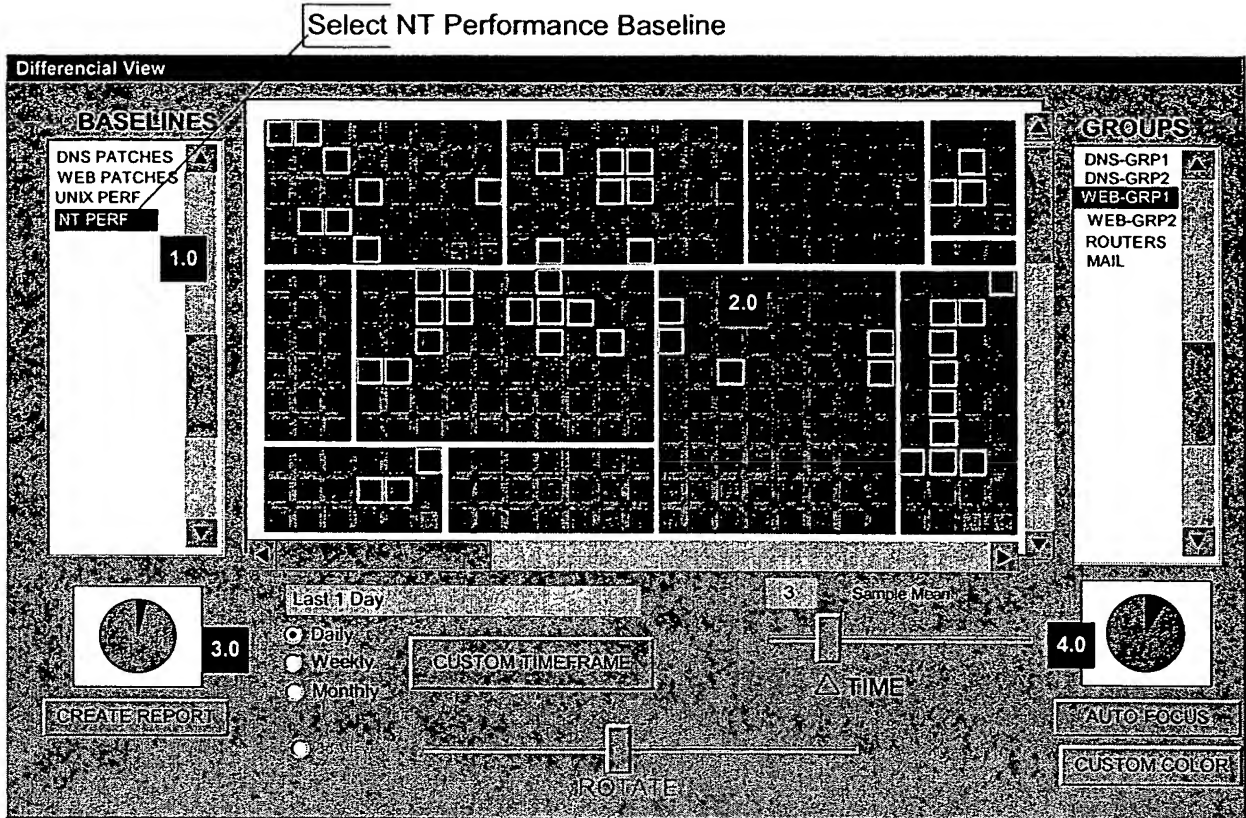 Select NT Performance Baseline
Differencial View
BASELINES
DNS PATCHES
WEB PATCHES
UNIX PERF
NT PERF
1.0
2.0
GROUPS
DNS-GRP1
DNS-GRP2
WEB-GRP1
WEB-GRP2
ROUTERS
MAIL
3.0
CREATE REPORT
Last 1 Day
Daily
Weekly
Monthly
CUSTOM TIMEFRAME
3
Sample Mean
△ TIME
ROTATE
4.0
AUTO FOCUS
CUSTOM COLOR